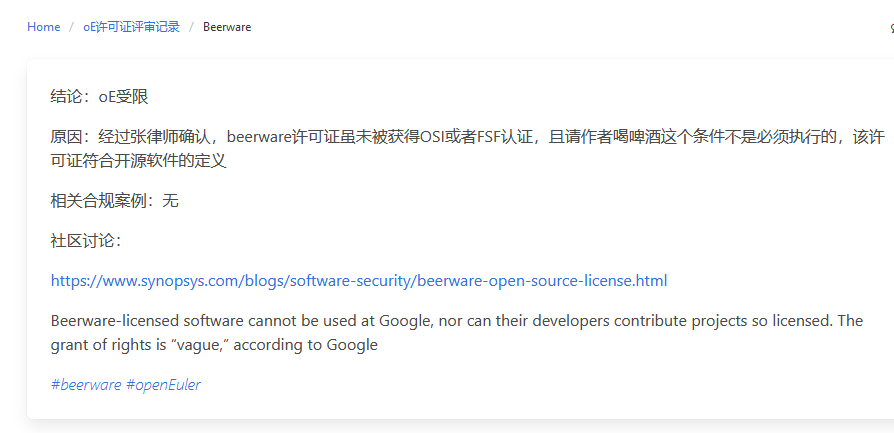 Home / oE许可证评审记录 / Beerware
结论：oE受限
原因：经过张律师确认，beerware许可证虽未被获得OSI或者FSF认证，且请作者喝啤酒这个条件不是必须执行的，该许
可证符合开源软件的定义
相关合规案例：无
社区讨论：
https://www.synopsys.com/blogs/software-security/beerware-open-source-license.html
Beerware-licensed software cannot be used at Google, nor can their developers contribute projects so licensed. The
grant of rights is “vague,” according to Google
#beerware #openEuler